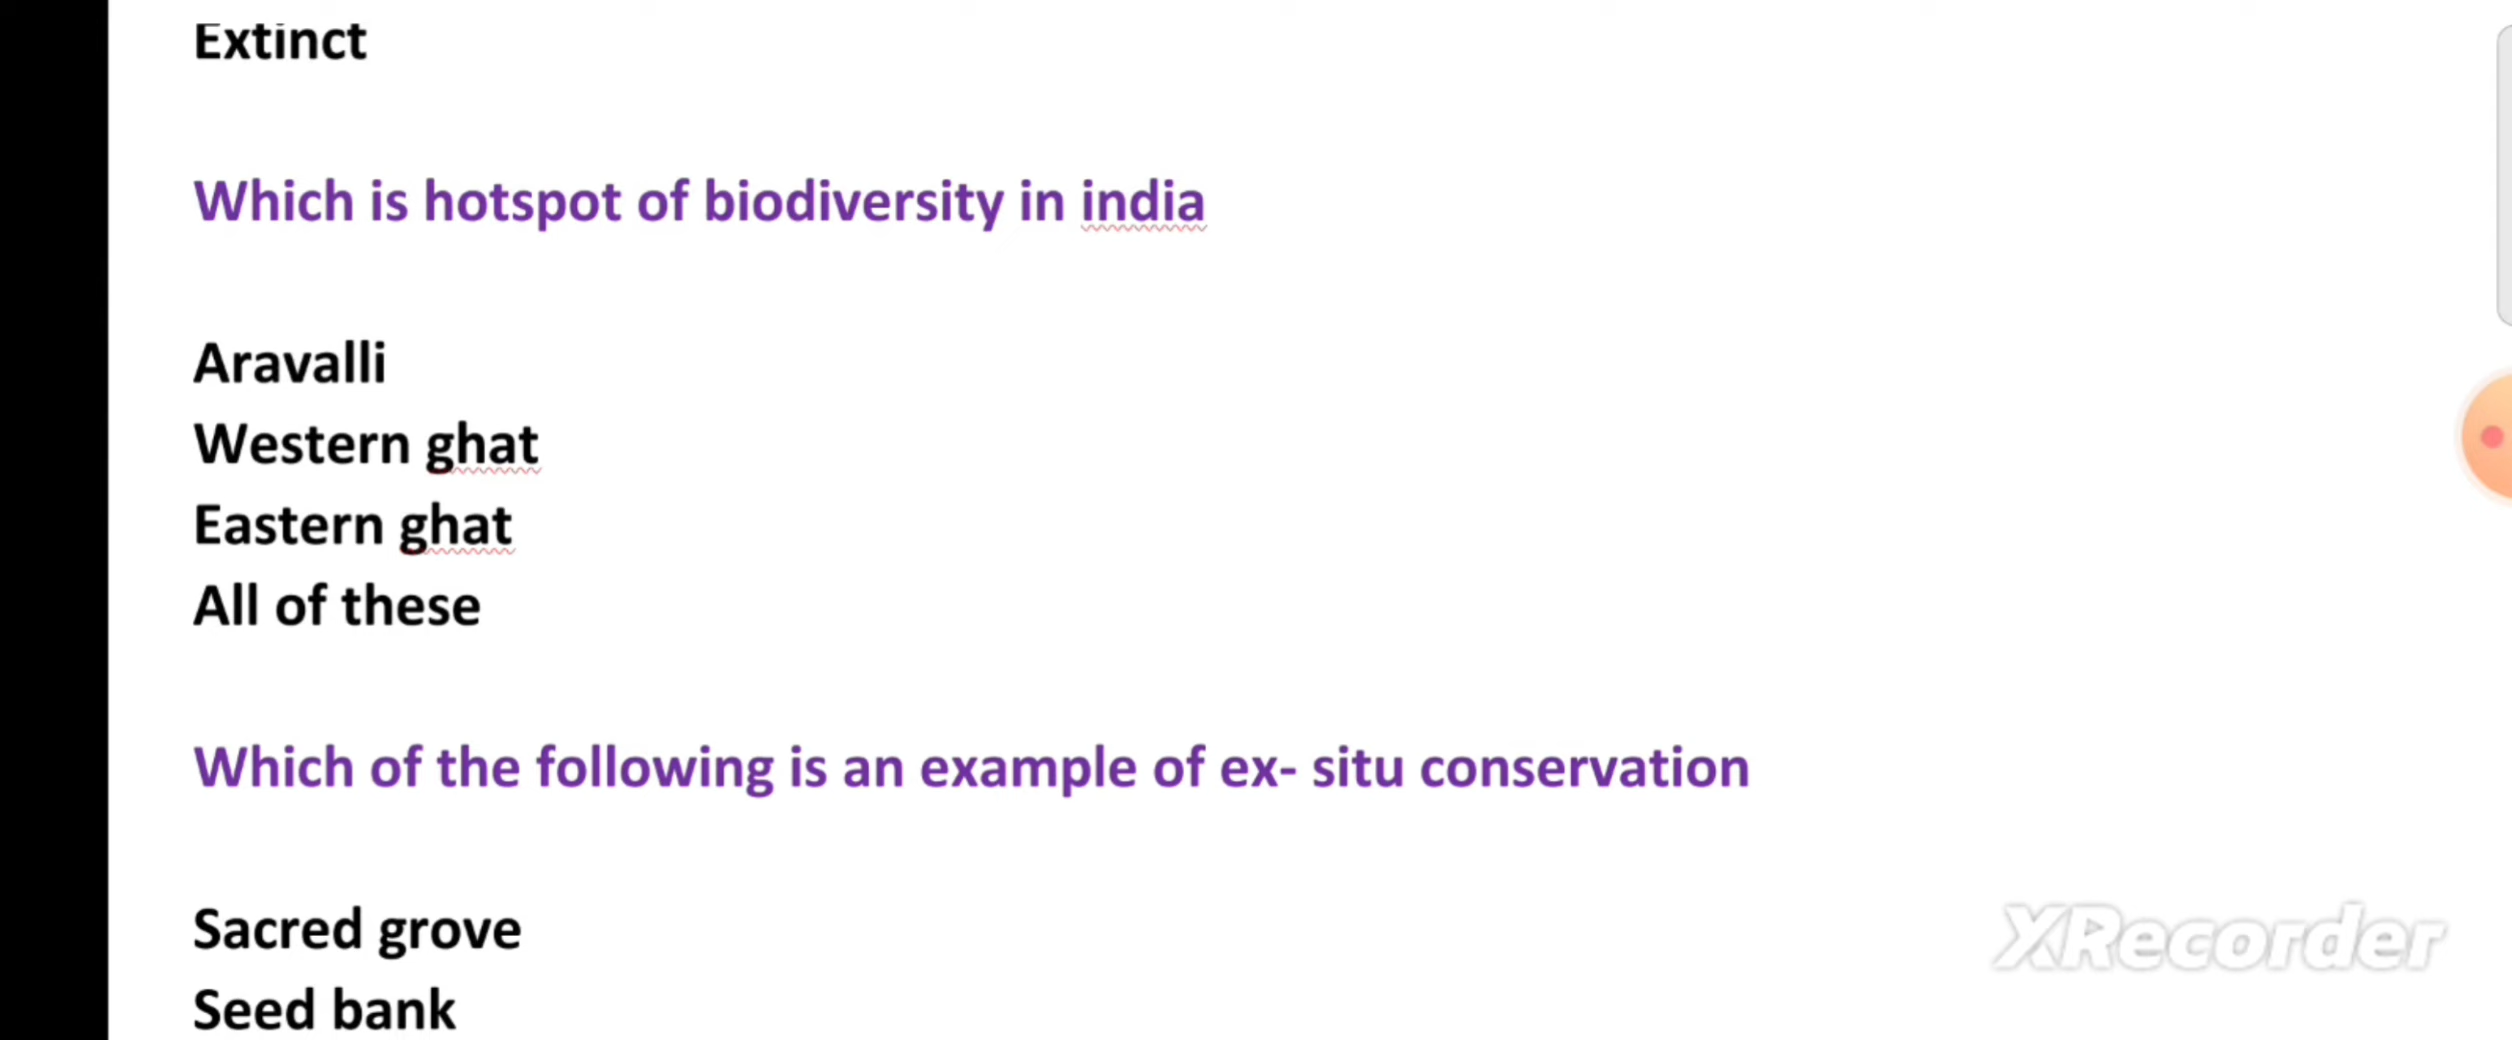 Extinct
Which is hotspot of biodiversity in india
Aravalli
Western ghat
Eastern ghat
All of these
Which of the following is an example of ex- situ conservation
Sacred grove
Seed bank
XRecorder